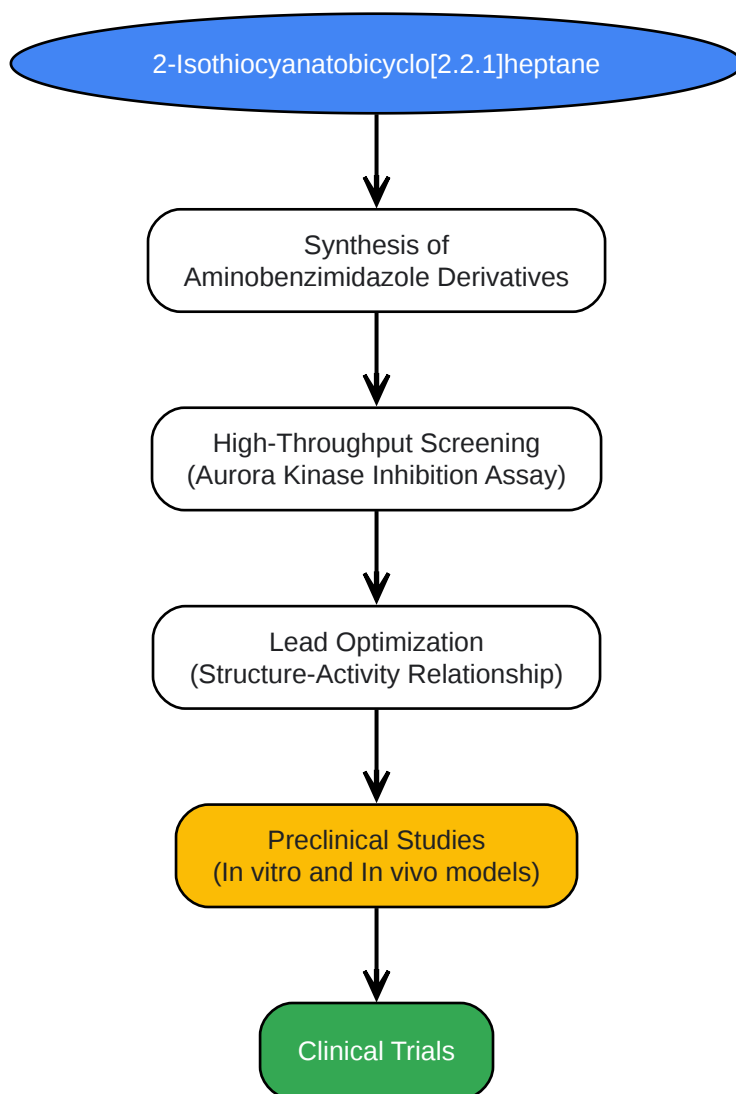 2-Isothiocyanatobicyclo[2.2.1]heptane
Synthesis of
Aminobenzimidazole Derivatives
High-Throughput Screening
(Aurora Kinase Inhibition Assay)
Lead Optimization
(Structure-Activity Relationship)
Preclinical Studies
(In vitro and In vivo models)
Clinical Trials